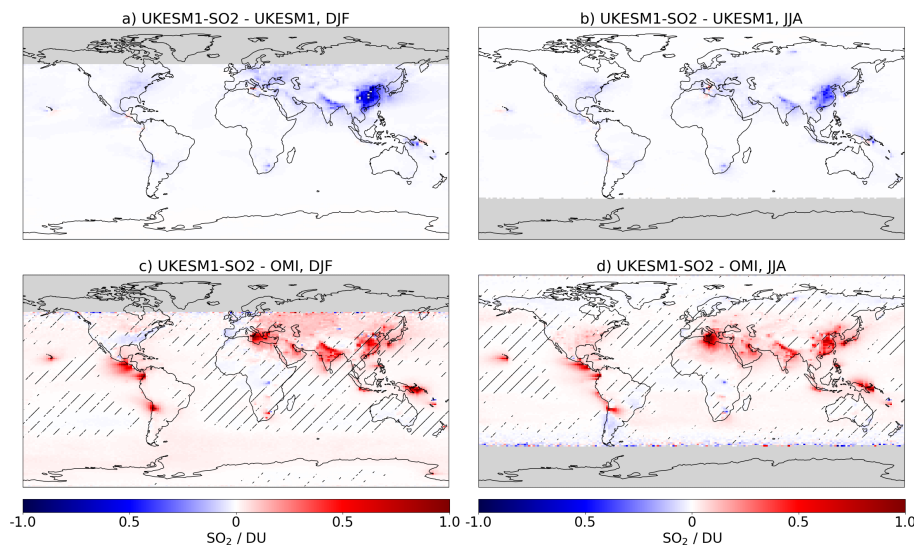 a) UKESM1-SO2 - UKESM1, DJF
b) UKESM1-SO2 - UKESM1, JJA
c) UKESM1-SO2 - OMI, DJF
d) UKESM1-SO2 - OMI, JJA
-1.0 0.5 0 0.5 1.0
SO₂ / DU
-1.0 0.5 0 0.5 1.0
SO₂ / DU